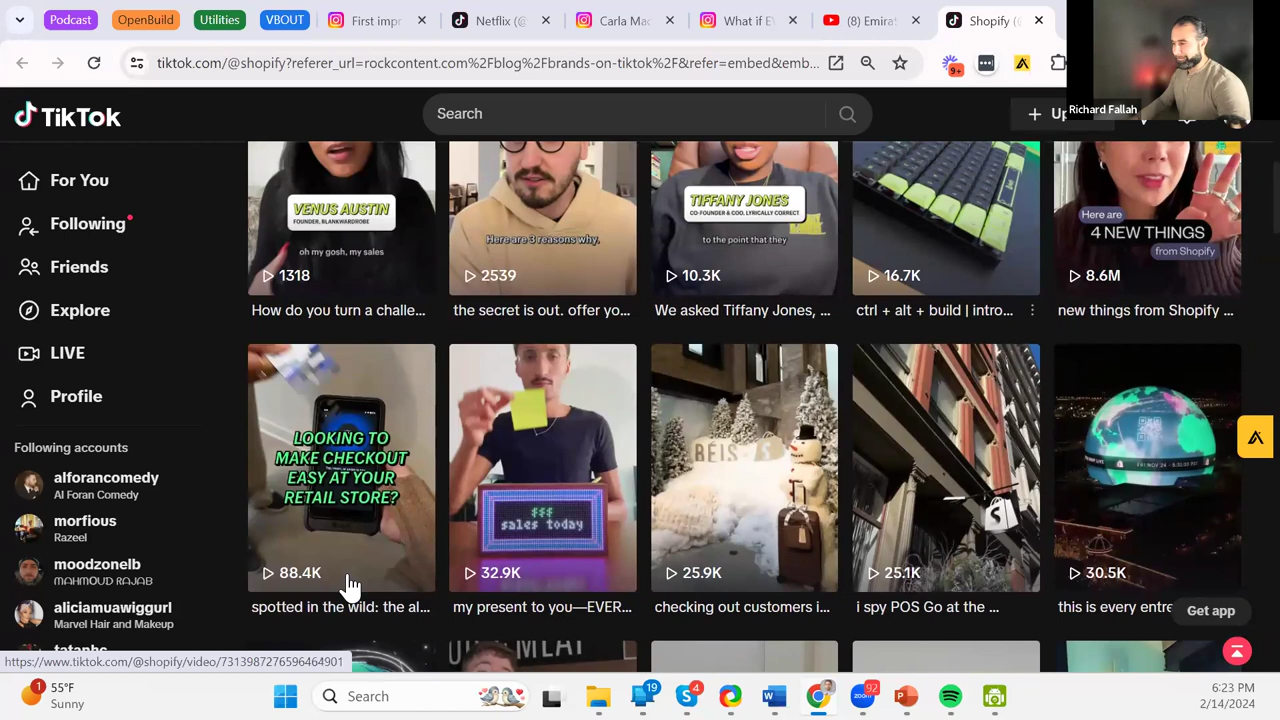 Podcast
OpenBuild
Utilities
VBOUT
First impr
Netflix (@
Carla Mac
What if E
(8) Emirat
Shopify (@
tiktok.com/@shopify?referer_url=rockcontent.com%2Fblog%2Fbrands-on-tiktok%2F&refer=embed&emb...
9+
Richard Fallah
TikTok
Search
For You
Following
Friends
Explore
LIVE
Profile
Following accounts
alforancomedy
Al Foran Comedy
morfious
Razeel
moodzonelb
MAHMOUD RAJAB
aliciamuawiggurl
Marvel Hair and Makeup
VENUS AUSTIN
FOUNDER, BLANKWARDROBE
oh my gosh, my sales
1318
How do you turn a challe...
Here are 3 reasons why.
2539
the secret is out. offer yo...
TIFFANY JONES
CO-FOUNDER & COO, LYRICALLY CORRECT
to the point that they
10.3K
We asked Tiffany Jones, ...
16.7K
ctrl + alt + build | intro...
Here are
4 NEW THINGS
from Shopify
8.6M
new things from Shopify ...
LOOKING TO
MAKE CHECKOUT
EASY AT YOUR
RETAIL STORE?
88.4K
spotted in the wild: the al...
$$$
sales today
32.9K
my present to you—EVER...
BEIS
25.9K
checking out customers i...
S
25.1K
i spy POS Go at the ...
30.5K
this is every entre
Get app
MEAT
https://www.tiktok.com/@shopify/video/7313987276596464901
1
55°F
Sunny
Search
19
4
92
6:23 PM
2/14/2024